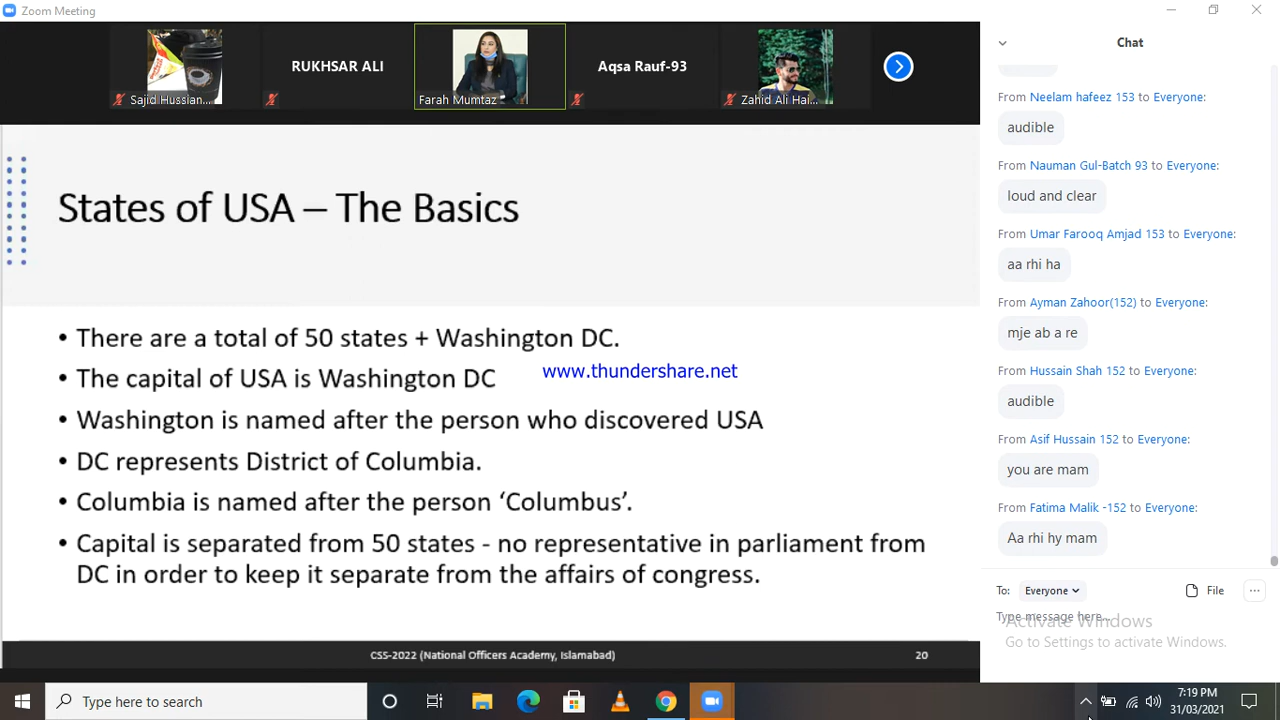 Zoom Meeting
Sajid Hussian...
RUKHSAR ALI
Farah Mumtaz
Aqsa Rauf-93
Zahid Ali Hai...
States of USA – The Basics
• There are a total of 50 states + Washington DC.
• The capital of USA is Washington DC
www.thundershare.net
• Washington is named after the person who discovered USA
• DC represents District of Columbia.
• Columbia is named after the person ‘Columbus’.
• Capital is separated from 50 states - no representative in parliament from
DC in order to keep it separate from the affairs of congress.
CSS-2022 (National Officers Academy, Islamabad)
20
Chat
From Neelam hafeez 153 to Everyone:
audible
From Nauman Gul-Batch 93 to Everyone:
loud and clear
From Umar Farooq Amjad 153 to Everyone:
aa rhi ha
From Ayman Zahoor(152) to Everyone:
mje ab a re
From Hussain Shah 152 to Everyone:
audible
From Asif Hussain 152 to Everyone:
you are mam
From Fatima Malik -152 to Everyone:
Aa rhi hy mam
To: Everyone
File
Type message here...
Activate Windows
Go to Settings to activate Windows.
Type here to search
7:19 PM
31/03/2021